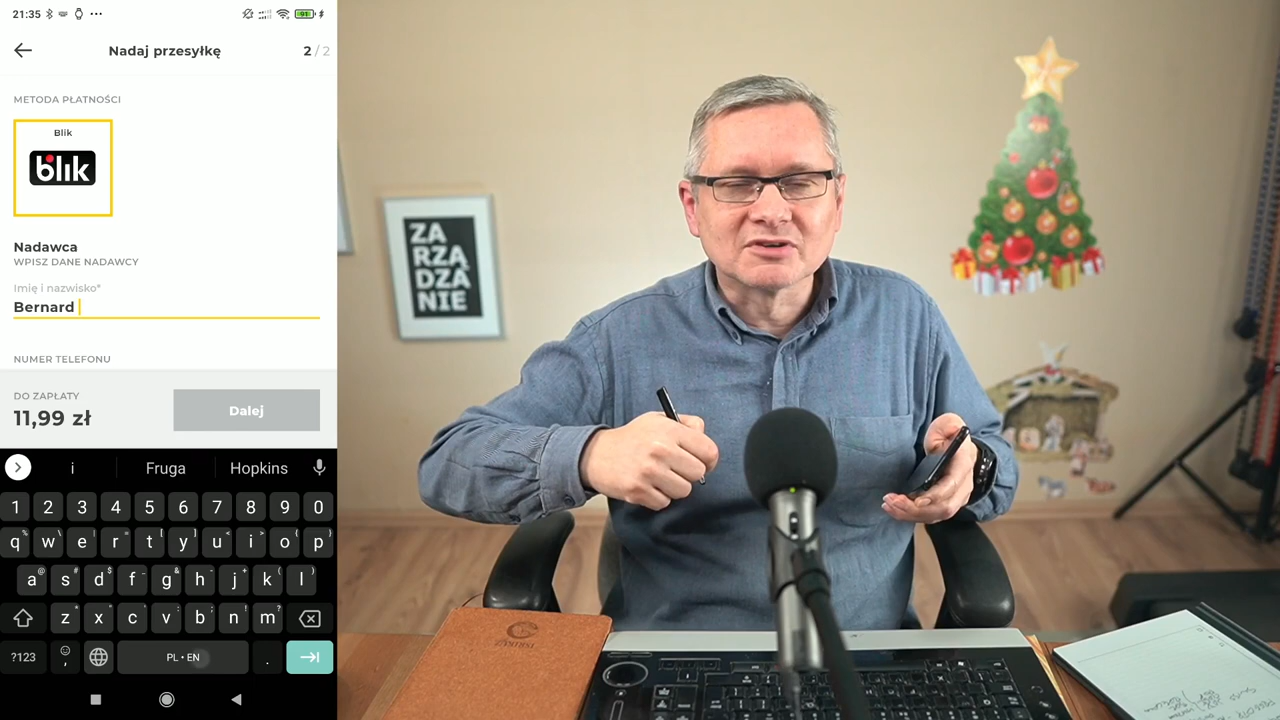 21:35
91
Nadaj przesyłkę
2 / 2
METODA PŁATNOŚCI
Blik
blik
Nadawca
WPISZ DANE NADAWCY
Imię i nazwisko*
Bernard
NUMER TELEFONU
DO ZAPŁATY
11,99 zł
Dalej
i Fruga Hopkins
1 2 3 4 5 6 7 8 9 0
q w e r t y u i o p
a s d f g h j k l
z x c v b n m
?123 , PL • EN .
ZA
RZĄ
DZA
NIE